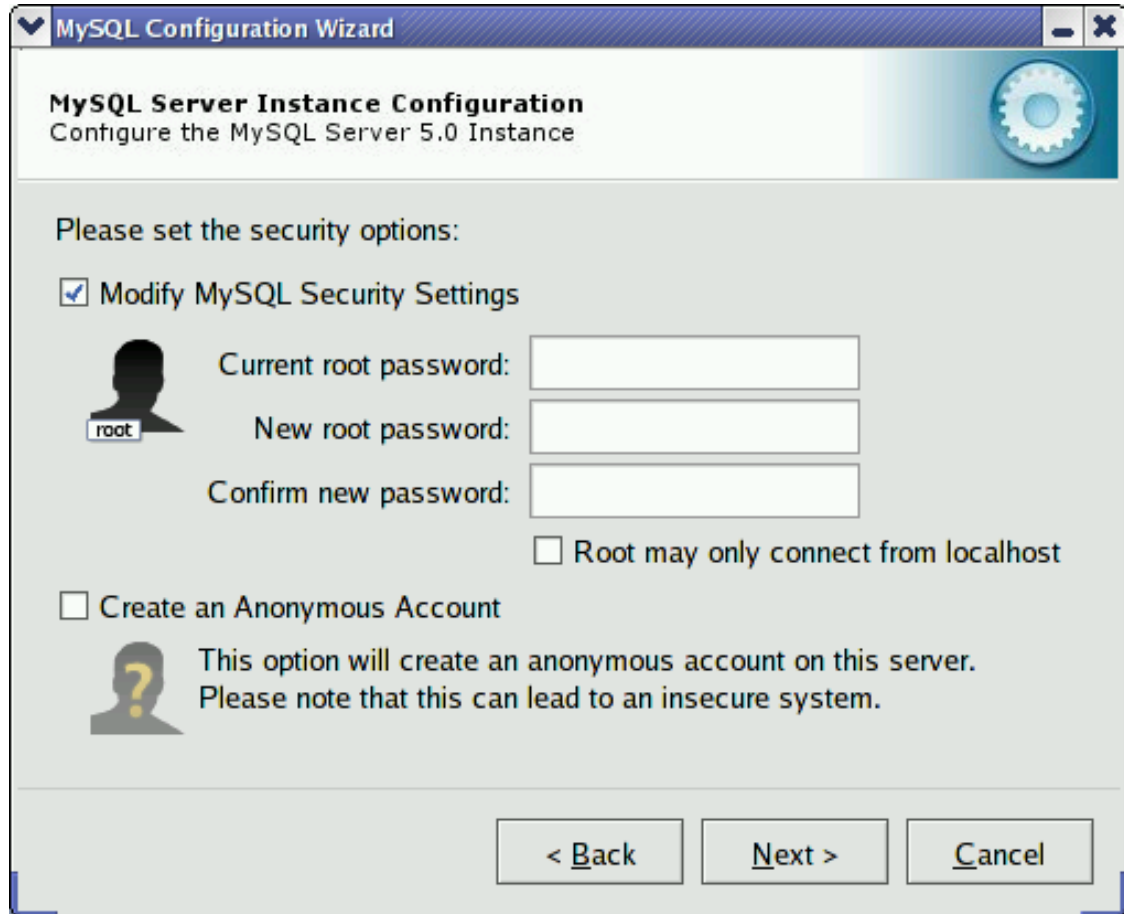 MySQL Configuration Wizard
MySQL Server Instance Configuration
Configure the MySQL Server 5.0 Instance
Please set the security options:
Modify MySQL Security Settings
Current root password:
root
New root password:
Confirm new password:
Root may only connect from localhost
Create an Anonymous Account
?
This option will create an anonymous account on this server.
Please note that this can lead to an insecure system.
< Back
Next >
Cancel